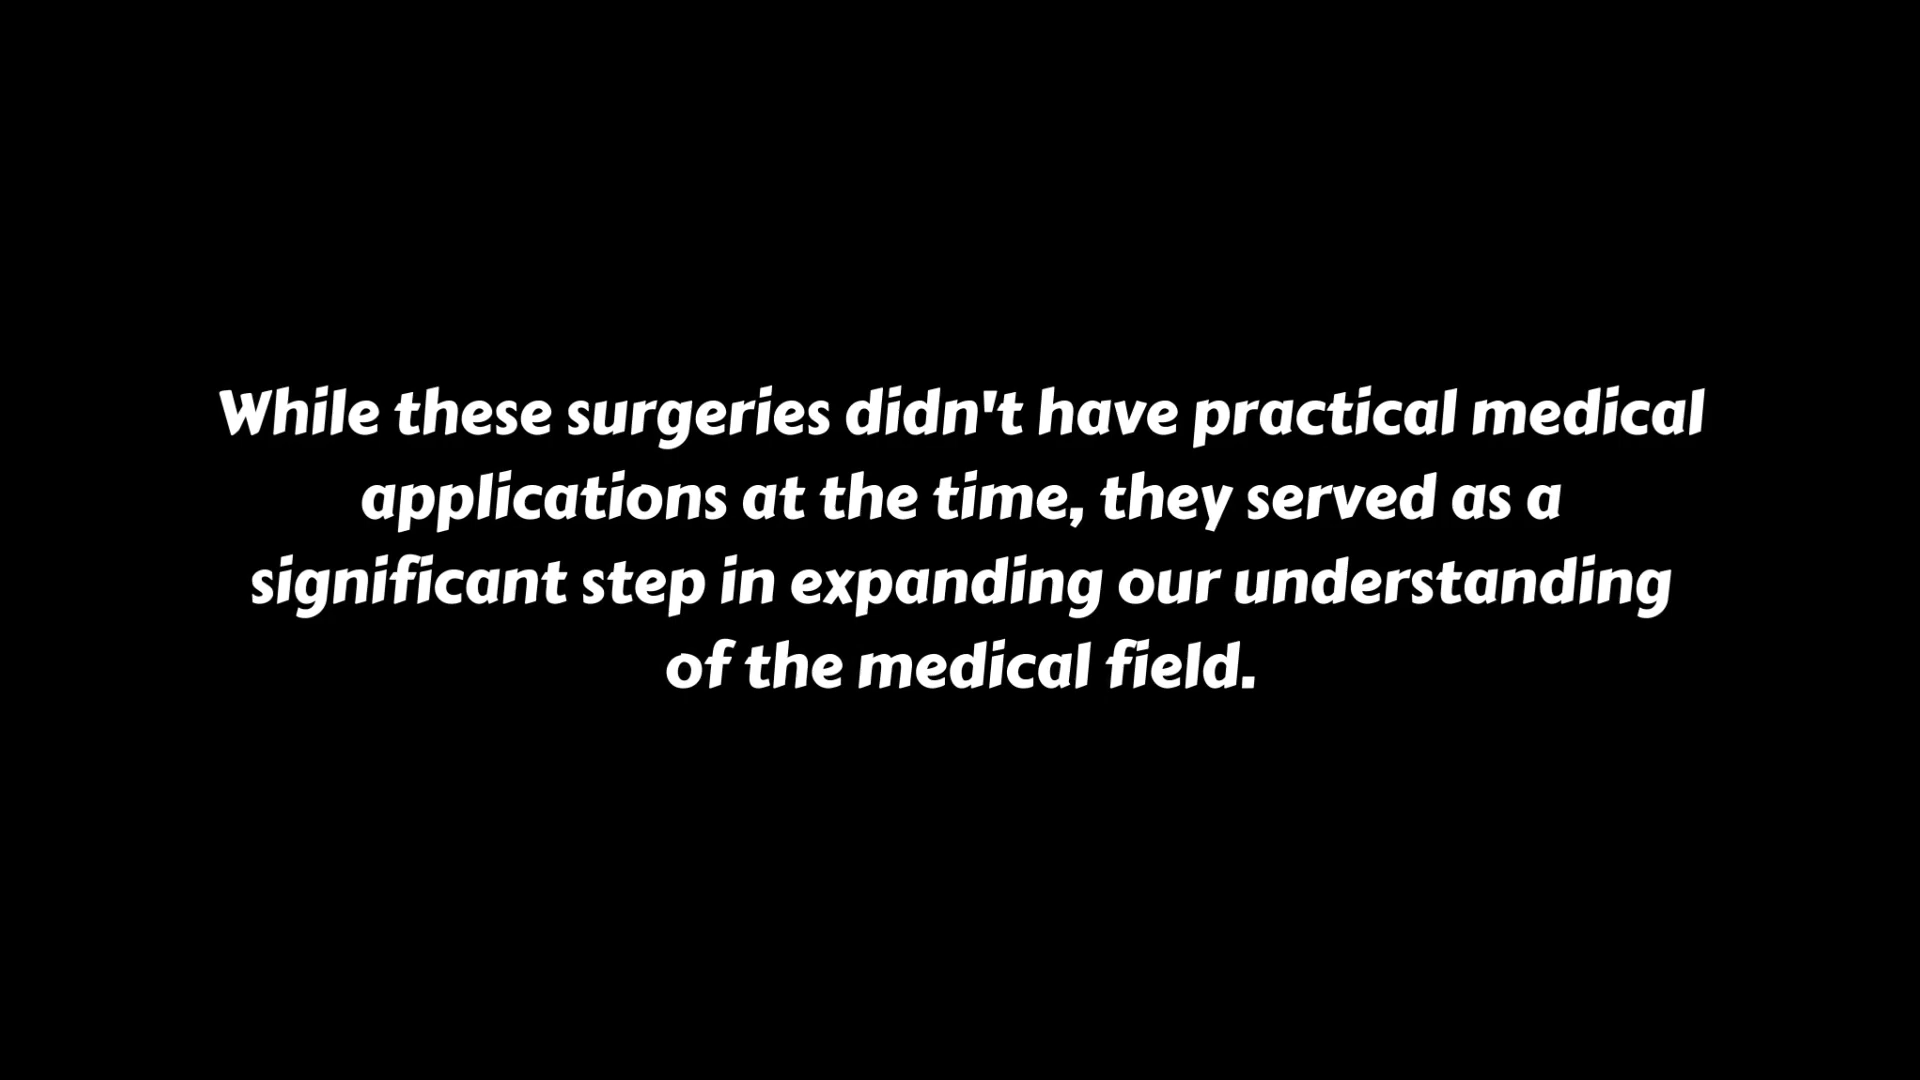 While these surgeries didn't have practical medical
applications at the time, they served as a
significant step in expanding our understanding
of the medical field.